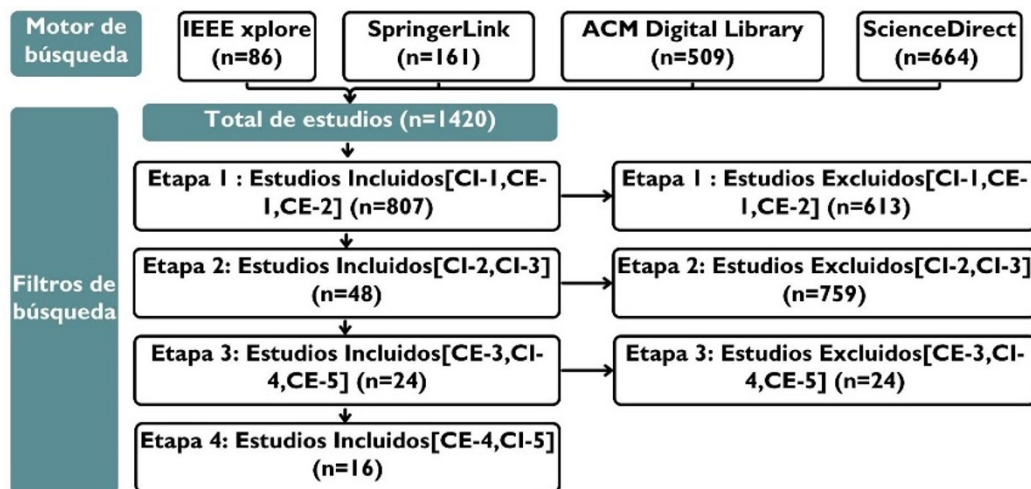 Motor de
búsqueda
IEEE xplore
(n=86)
SpringerLink
(n=161)
ACM Digital Library
(n=509)
ScienceDirect
(n=664)
Filtros de
búsqueda
Total de estudios (n=1420)
Etapa 1 : Estudios Incluidos[CI-1,CE-
1,CE-2] (n=807)
Etapa 1 : Estudios Excluidos[CI-1,CE-
1,CE-2] (n=613)
Etapa 2: Estudios Incluidos[CI-2,CI-3]
(n=48)
Etapa 2: Estudios Excluidos[CI-2,CI-3]
(n=759)
Etapa 3: Estudios Incluidos[CE-3,CI-
4,CE-5] (n=24)
Etapa 3: Estudios Excluidos[CE-3,CI-
4,CE-5] (n=24)
Etapa 4: Estudios Incluidos[CE-4,CI-5]
(n=16)